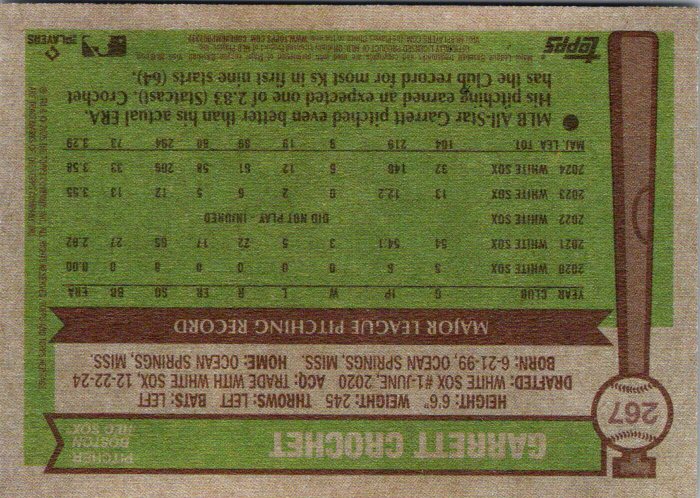 267
GARRETT CROCHET
PITCHER
BOSTON
RED SOX
HEIGHT: 6'6" WEIGHT: 245 THROWS: LEFT BATS: LEFT
DRAFTED: WHITE SOX #1-JUNE, 2020 ACQ: TRADE WITH WHITE SOX, 12-22-24
BORN: 6-21-99, OCEAN SPRINGS, MISS. HOME: OCEAN SPRINGS, MISS.
MAJOR LEAGUE PITCHING RECORD
YEAR CLUB G IP W L R ER SO BB ERA
2020 WHITE SOX 5 6 0 0 0 0 8 0 0.00
2021 WHITE SOX 54 54.1 3 5 22 17 65 27 2.82
2022 WHITE SOX DID NOT PLAY - INJURED
2023 WHITE SOX 13 12.2 0 2 6 5 12 13 3.55
2024 WHITE SOX 32 146 6 12 61 58 209 33 3.58
MAJ. LEA TOT. 104 219 9 19 89 80 294 73 3.29
MLB All-Star Garrett pitched even better than his actual ERA.
His pitching earned an expected one of 2.83 (Statcast). Crochet
has the Club record for most Ks in first nine starts (64).
Topps
PLAYERS